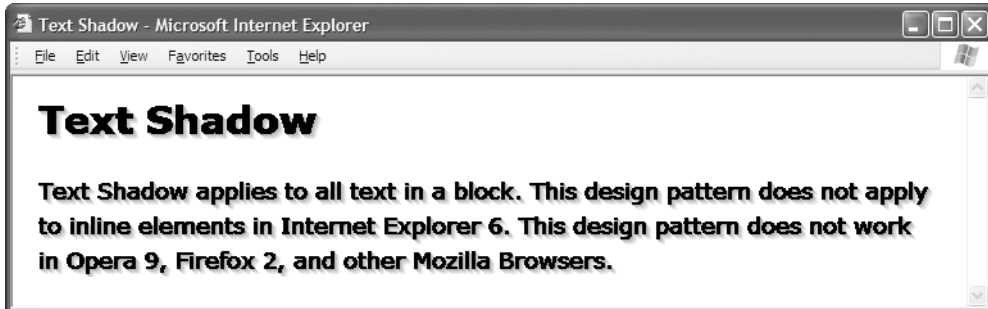 Text Shadow - Microsoft Internet Explorer
File Edit View Favorites Tools Help
Text Shadow
Text Shadow applies to all text in a block. This design pattern does not apply
to inline elements in Internet Explorer 6. This design pattern does not work
in Opera 9, Firefox 2, and other Mozilla Browsers.